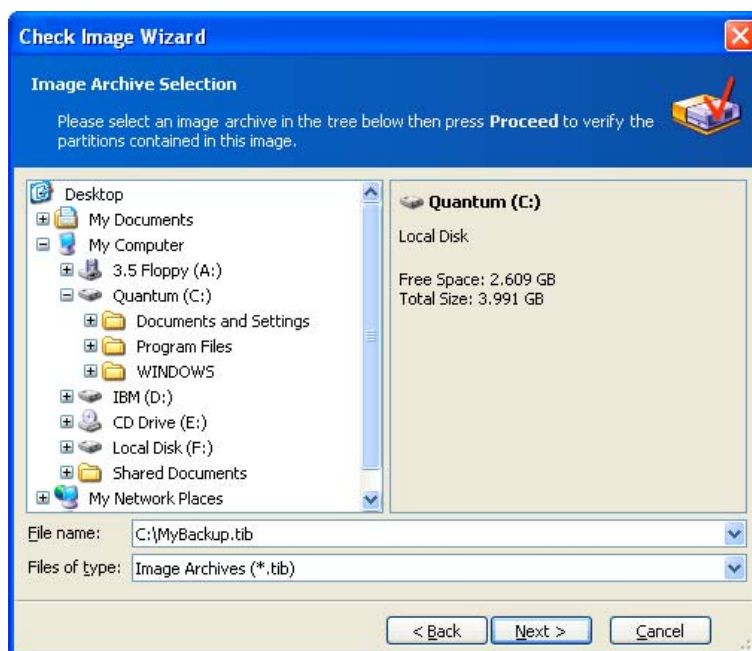 Check Image Wizard
Image Archive Selection
Please select an image archive in the tree below then press Proceed to verify the
partitions contained in this image.
Desktop
My Documents
My Computer
3.5 Floppy (A:)
Quantum (C:)
Documents and Settings
Program Files
WINDOWS
IBM (D:)
CD Drive (E:)
Local Disk (F:)
Shared Documents
My Network Places
Quantum (C:)
Local Disk
Free Space: 2.609 GB
Total Size: 3.991 GB
File name: C:\MyBackup.tib
Files of type: Image Archives (*.tib)
< Back Next > Cancel